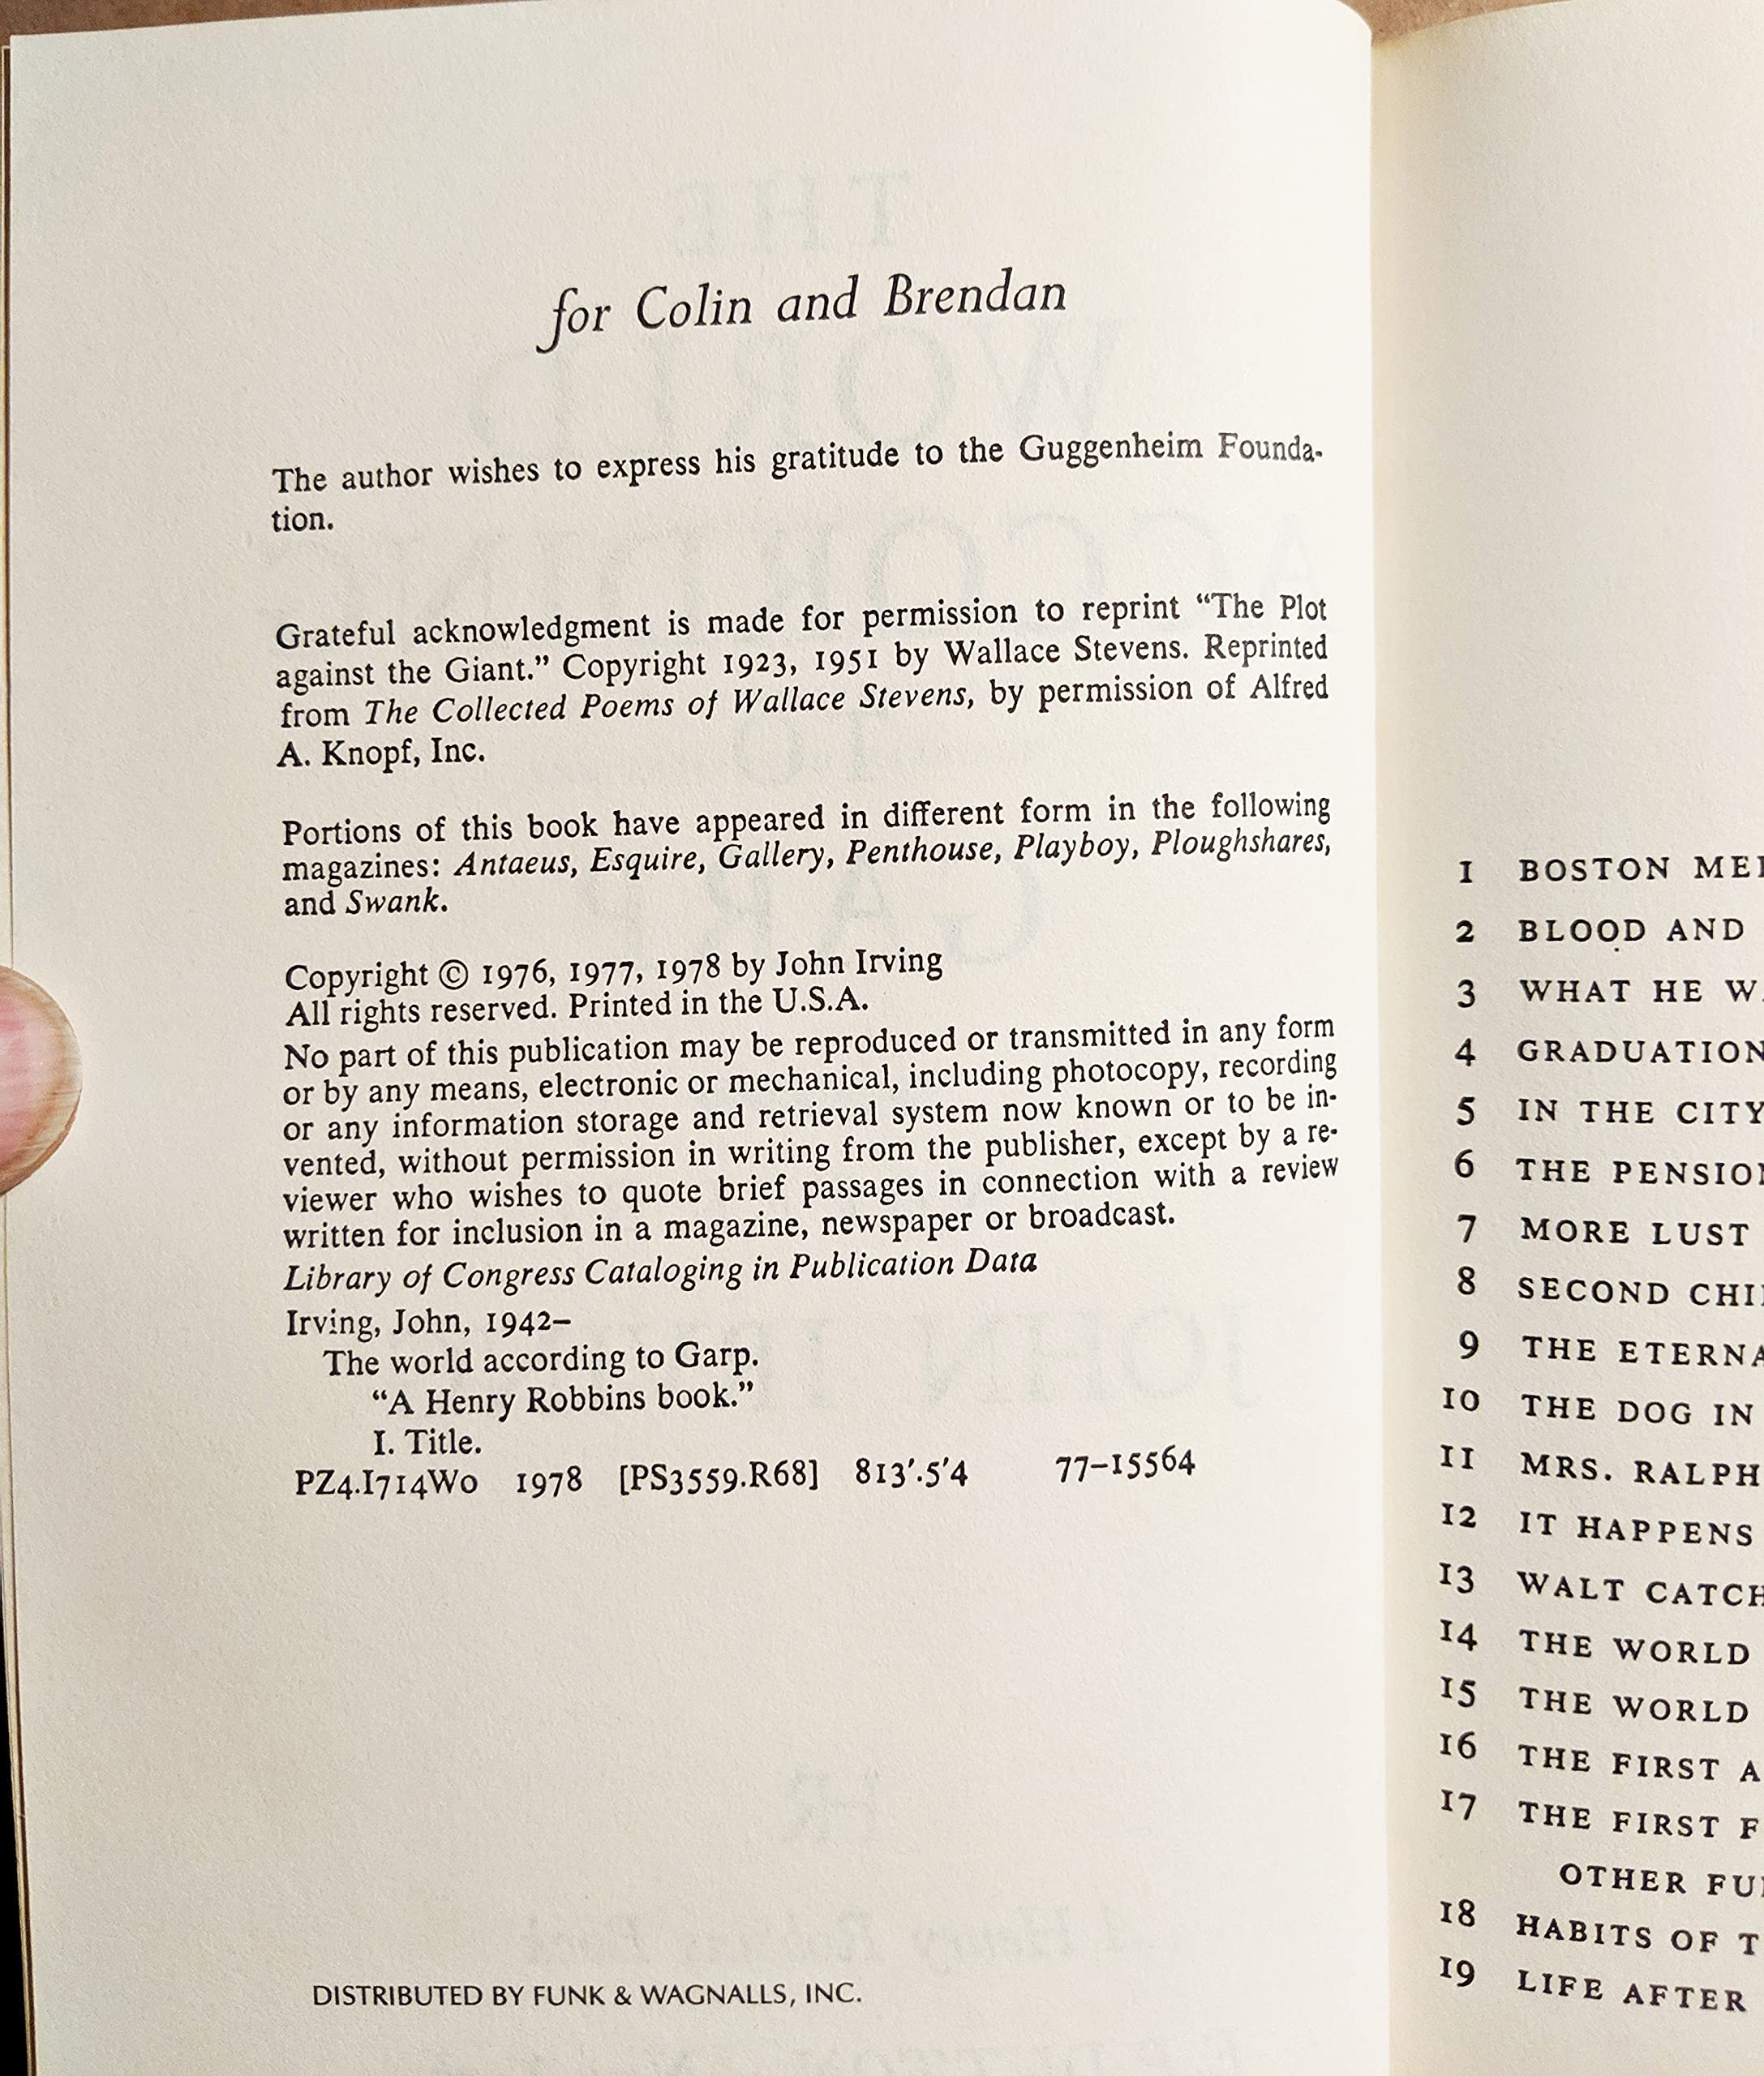 for Colin and Brendan
The author wishes to express his gratitude to the Guggenheim Founda-
tion.
Grateful acknowledgment is made for permission to reprint “The Plot
against the Giant.” Copyright 1923, 1951 by Wallace Stevens. Reprinted
from The Collected Poems of Wallace Stevens, by permission of Alfred
A. Knopf, Inc.
Portions of this book have appeared in different form in the following
magazines: Antaeus, Esquire, Gallery, Penthouse, Playboy, Ploughshares,
and Swank.
Copyright © 1976, 1977, 1978 by John Irving
All rights reserved. Printed in the U.S.A.
No part of this publication may be reproduced or transmitted in any form
or by any means, electronic or mechanical, including photocopy, recording
or any information storage and retrieval system now known or to be in-
vented, without permission in writing from the publisher, except by a re-
viewer who wishes to quote brief passages in connection with a review
written for inclusion in a magazine, newspaper or broadcast.
Library of Congress Cataloging in Publication Data
Irving, John, 1942–
The world according to Garp.
“A Henry Robbins book.”
I. Title.
PZ4.I714Wo 1978 [PS3559.R68] 813'.5'4 77–15564
DISTRIBUTED BY FUNK & WAGNALLS, INC.
1 BOSTON
2 BLOOD AND
3 WHAT HE
4 GRADUATION
5 IN THE CITY
6 THE
7 MORE LUST
8 SECOND
9 THE
10 THE DOG IN
11 MRS. RALPH
12 IT HAPPENS
13 WALT
14 THE WORLD
15 THE WORLD
16 THE FIRST
17 THE FIRST
OTHER
18 HABITS OF
19 LIFE AFTER